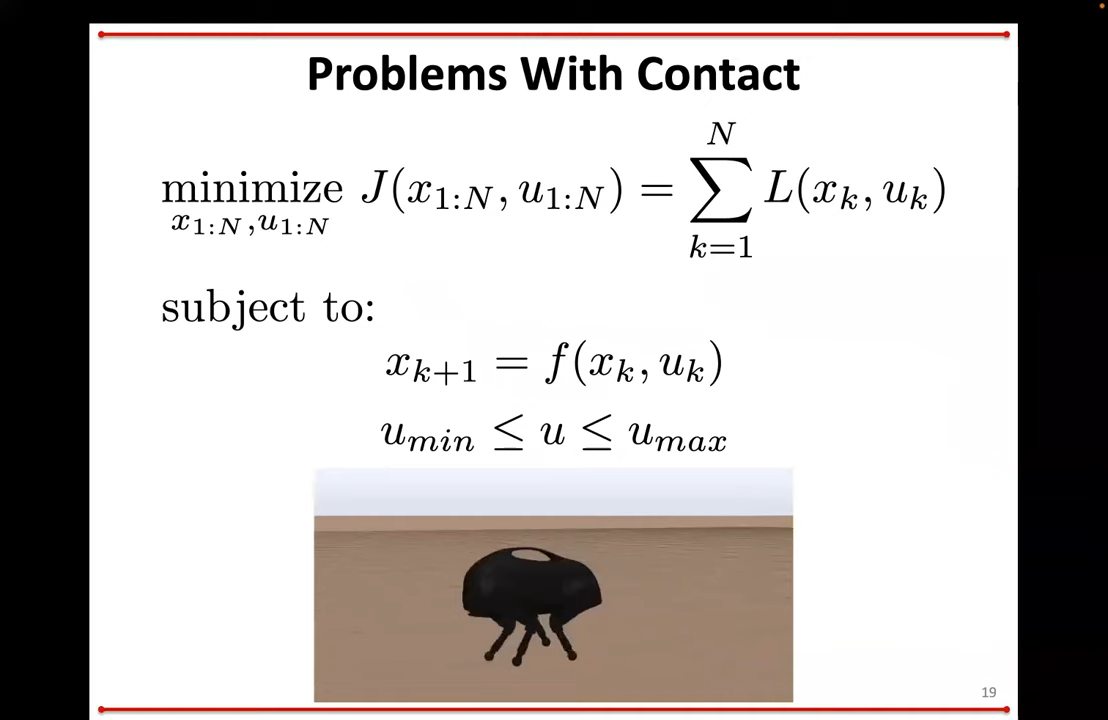 Problems With Contact
minimize J(x_{1:N}, u_{1:N}) = \sum_{k=1}^{N} L(x_k, u_k)
x_{1:N}, u_{1:N}
subject to:
x_{k+1} = f(x_k, u_k)
u_{min} ≤ u ≤ u_{max}
19